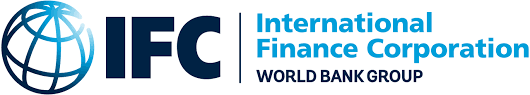 IFC
International
Finance Corporation
WORLD BANK GROUP